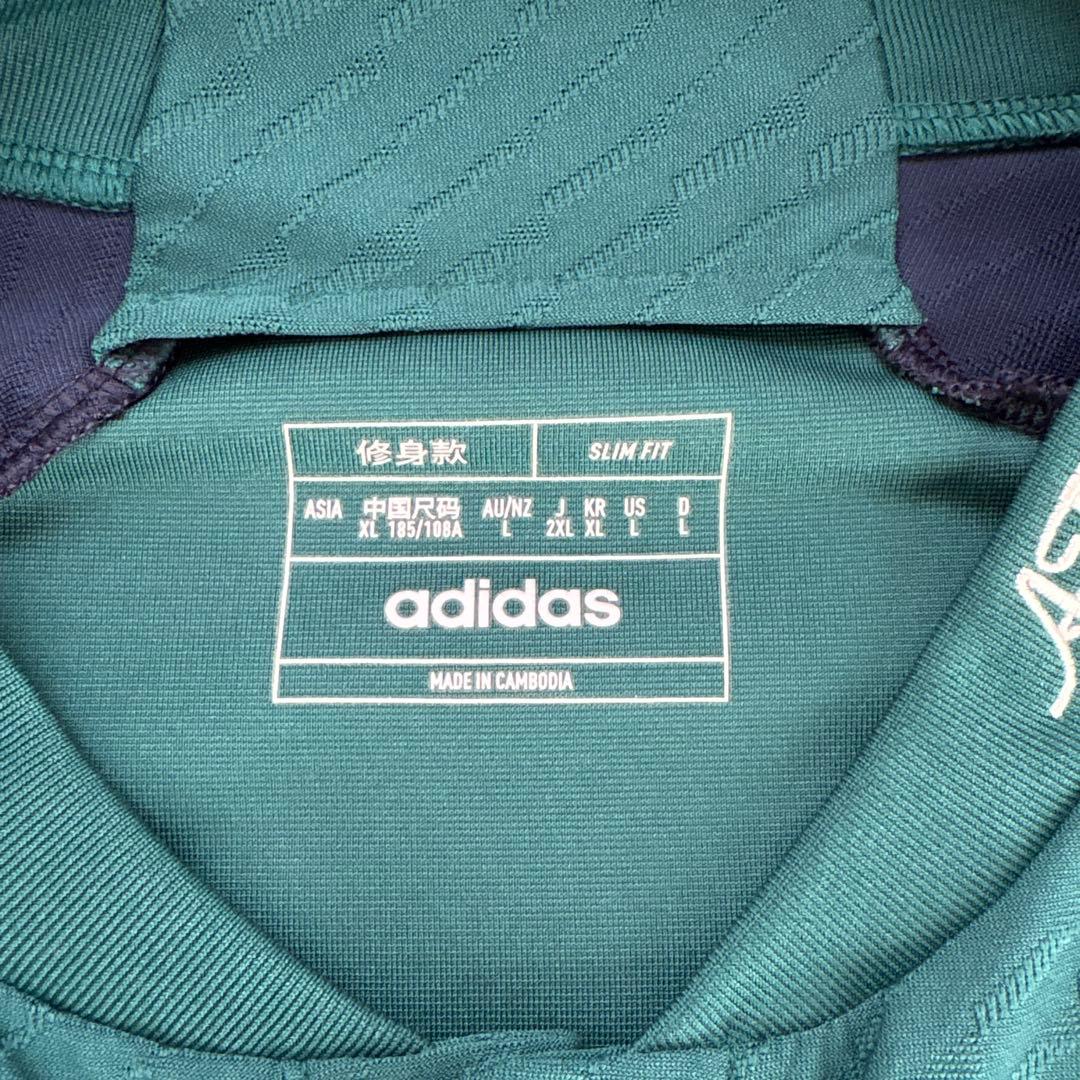 修身款 SLIM FIT
ASIA 中国尺码 AU/NZ J KR US D
XL 185/108A L 2XL XL L L
adidas
MADE IN CAMBODIA